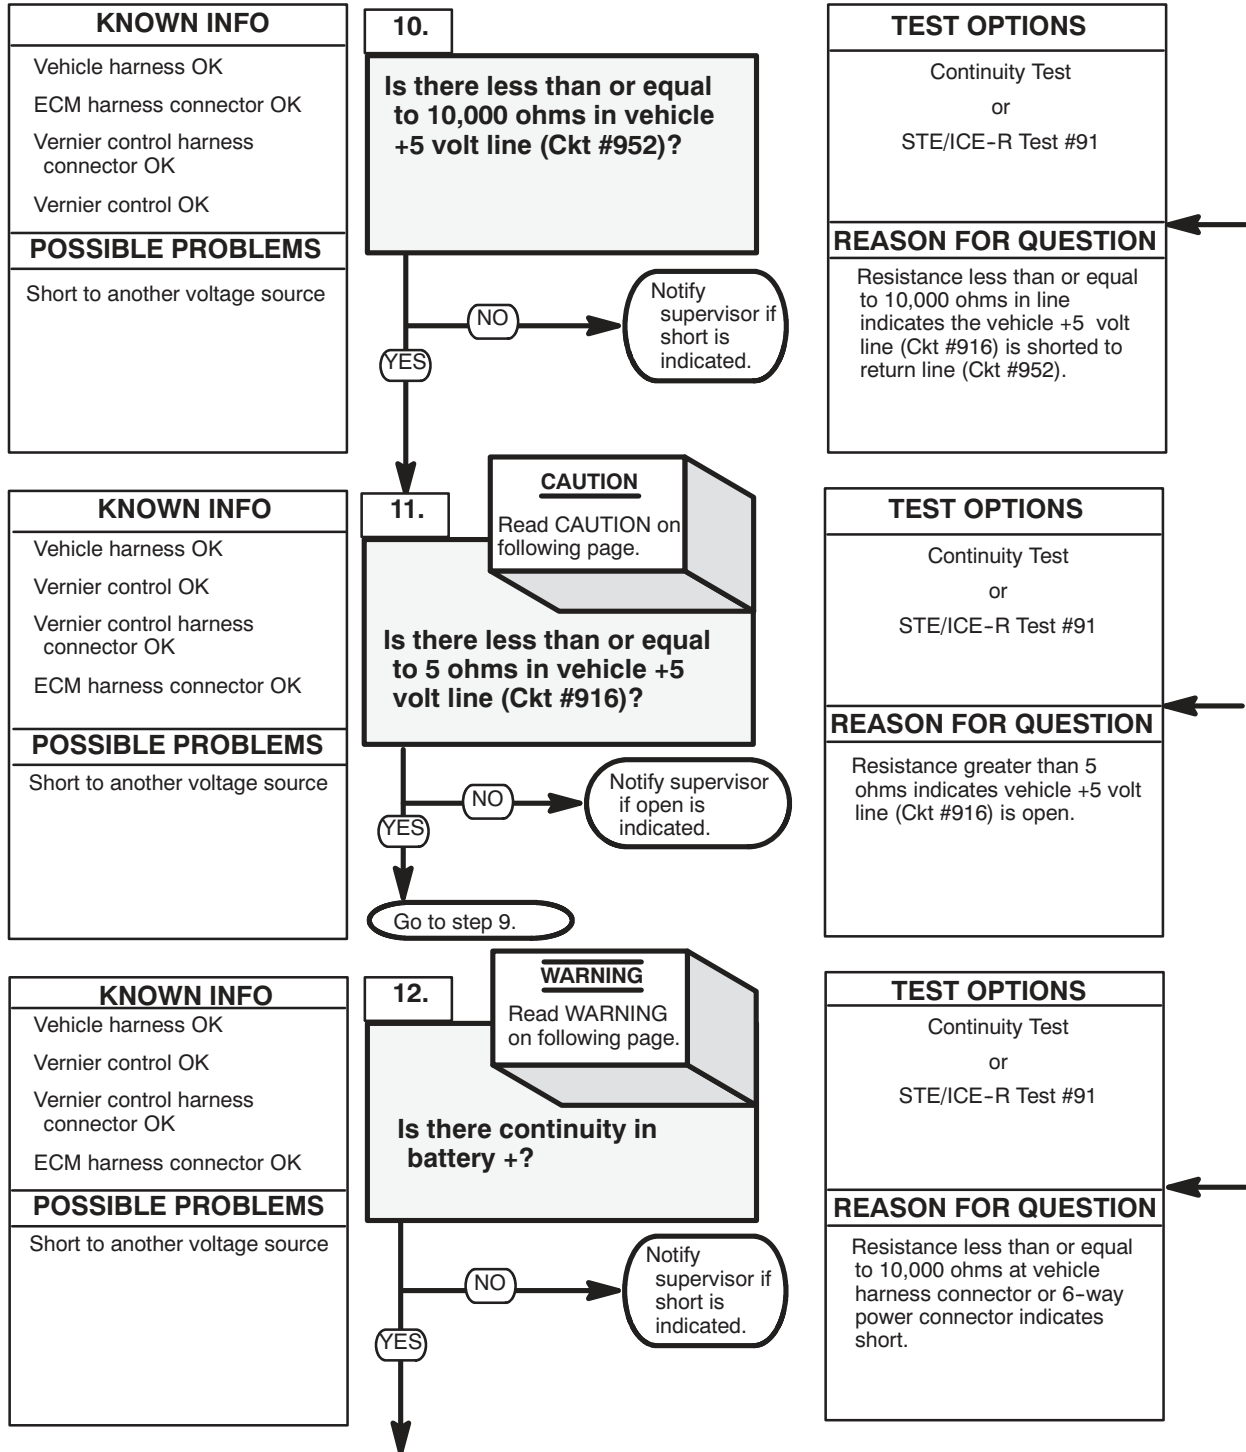 KNOWN INFO
Vehicle harness OK
ECM harness connector OK
Vernier control harness
connector OK
Vernier control OK
POSSIBLE PROBLEMS
Short to another voltage source
10.
Is there less than or equal
to 10,000 ohms in vehicle
+5 volt line (Ckt #952)?
NO
Notify
supervisor if
short is
indicated.
YES
TEST OPTIONS
Continuity Test
or
STE/ICE-R Test #91
REASON FOR QUESTION
Resistance less than or equal
to 10,000 ohms in line
indicates the vehicle +5 volt
line (Ckt #916) is shorted to
return line (Ckt #952).
KNOWN INFO
Vehicle harness OK
Vernier control OK
Vernier control harness
connector OK
ECM harness connector OK
POSSIBLE PROBLEMS
Short to another voltage source
11.
CAUTION
Read CAUTION on
following page.
Is there less than or equal
to 5 ohms in vehicle +5
volt line (Ckt #916)?
NO
Notify supervisor
if open is
indicated.
YES
Go to step 9.
TEST OPTIONS
Continuity Test
or
STE/ICE-R Test #91
REASON FOR QUESTION
Resistance greater than 5
ohms indicates vehicle +5 volt
line (Ckt #916) is open.
KNOWN INFO
Vehicle harness OK
Vernier control OK
Vernier control harness
connector OK
ECM harness connector OK
POSSIBLE PROBLEMS
Short to another voltage source
12.
WARNING
Read WARNING
on following page.
Is there continuity in
battery +?
NO
Notify
supervisor if
short is
indicated.
YES
TEST OPTIONS
Continuity Test
or
STE/ICE-R Test #91
REASON FOR QUESTION
Resistance less than or equal
to 10,000 ohms at vehicle
harness connector or 6-way
power connector indicates
short.